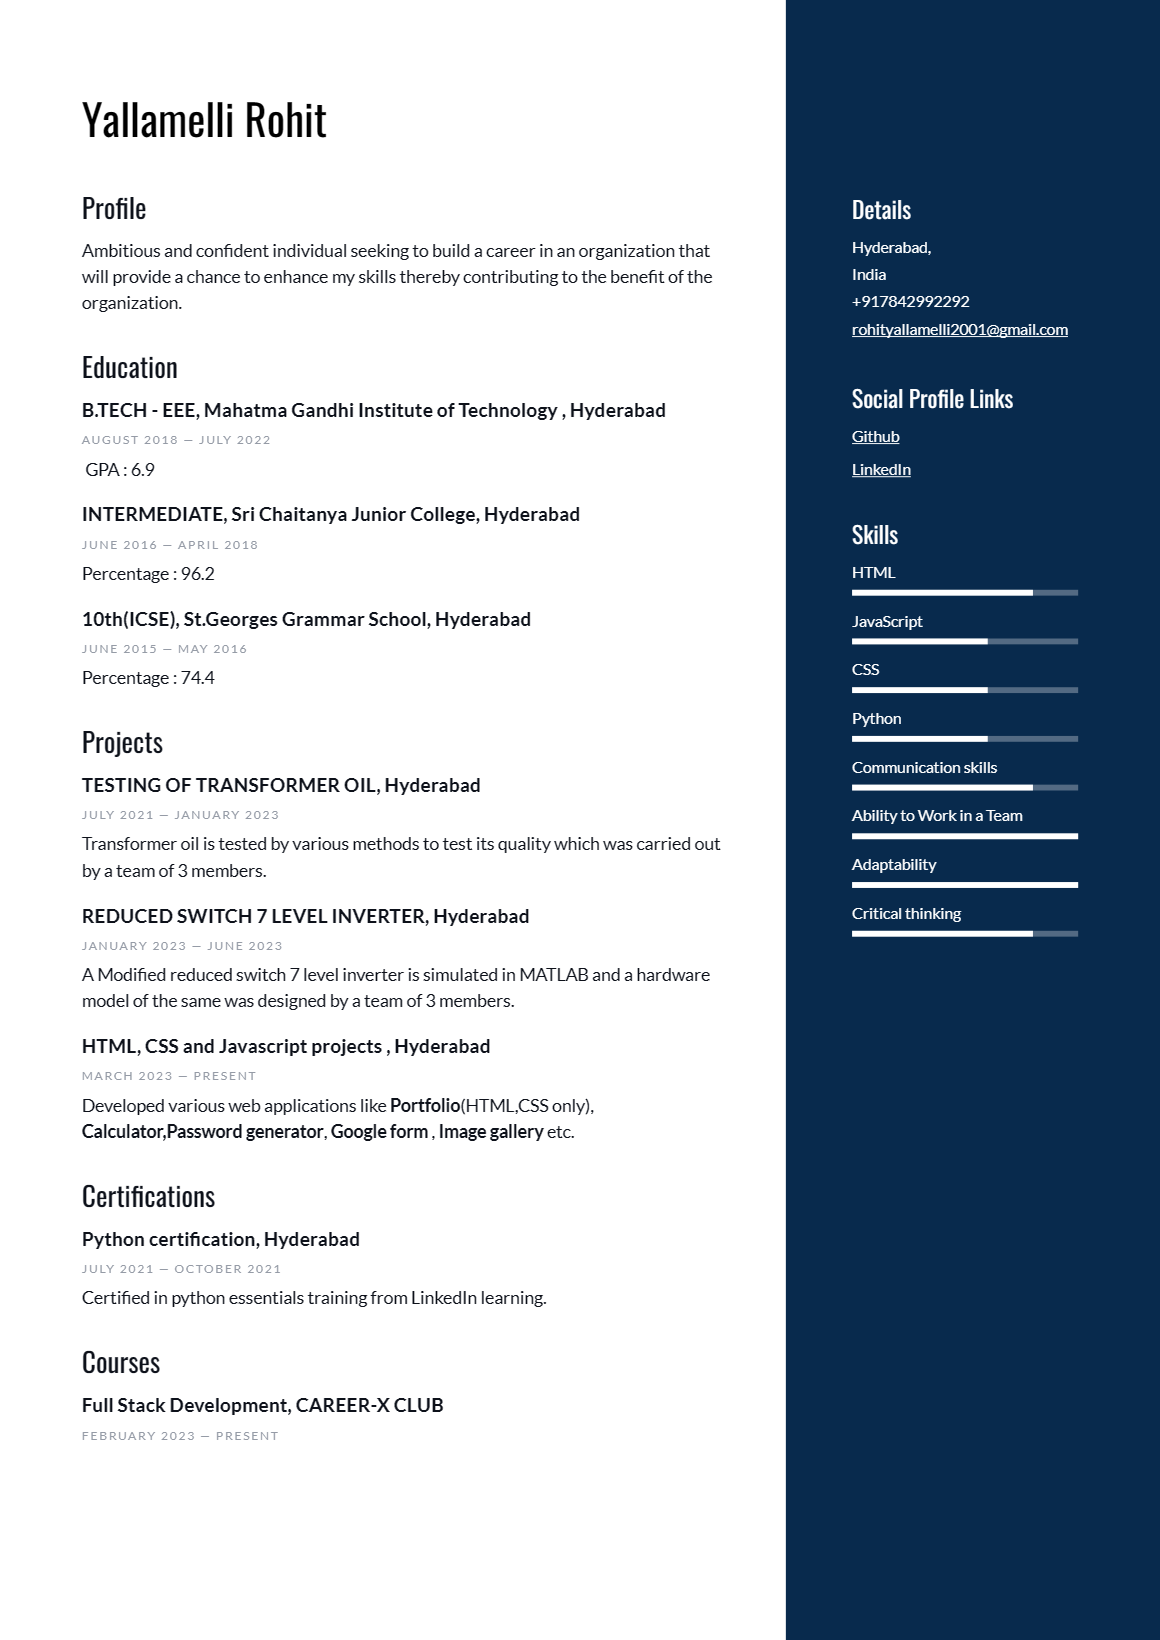 Yallamelli Rohit
Profile
Ambitious and confident individual seeking to build a career in an organization that
will provide a chance to enhance my skills thereby contributing to the benefit of the
organization.
Education
B.TECH - EEE, Mahatma Gandhi Institute of Technology , Hyderabad
AUGUST 2018 — JULY 2022
GPA : 6.9
INTERMEDIATE, Sri Chaitanya Junior College, Hyderabad
JUNE 2016 — APRIL 2018
Percentage : 96.2
10th(ICSE), St.Georges Grammar School, Hyderabad
JUNE 2015 — MAY 2016
Percentage : 74.4
Projects
TESTING OF TRANSFORMER OIL, Hyderabad
JULY 2021 — JANUARY 2023
Transformer oil is tested by various methods to test its quality which was carried out
by a team of 3 members.
REDUCED SWITCH 7 LEVEL INVERTER, Hyderabad
JANUARY 2023 — JUNE 2023
A Modified reduced switch 7 level inverter is simulated in MATLAB and a hardware
model of the same was designed by a team of 3 members.
HTML, CSS and Javascript projects , Hyderabad
MARCH 2023 — PRESENT
Developed various web applications like Portfolio(HTML,CSS only),
Calculator,Password generator, Google form , Image gallery etc.
Certifications
Python certification, Hyderabad
JULY 2021 — OCTOBER 2021
Certified in python essentials training from LinkedIn learning.
Courses
Full Stack Development, CAREER-X CLUB
FEBRUARY 2023 — PRESENT
Details
Hyderabad,
India
+917842992292
rohityallamelli2001@gmail.com
Social Profile Links
Github
LinkedIn
Skills
HTML
JavaScript
CSS
Python
Communication skills
Ability to Work in a Team
Adaptability
Critical thinking